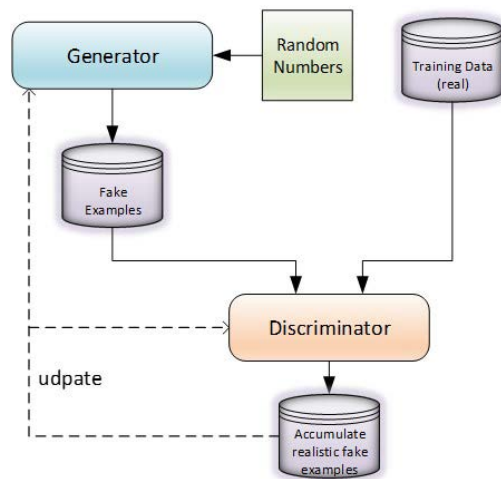 Generator
Random
Numbers
Training Data
(real)
Fake
Examples
Discriminator
udpate
Accumulate
realistic fake
examples